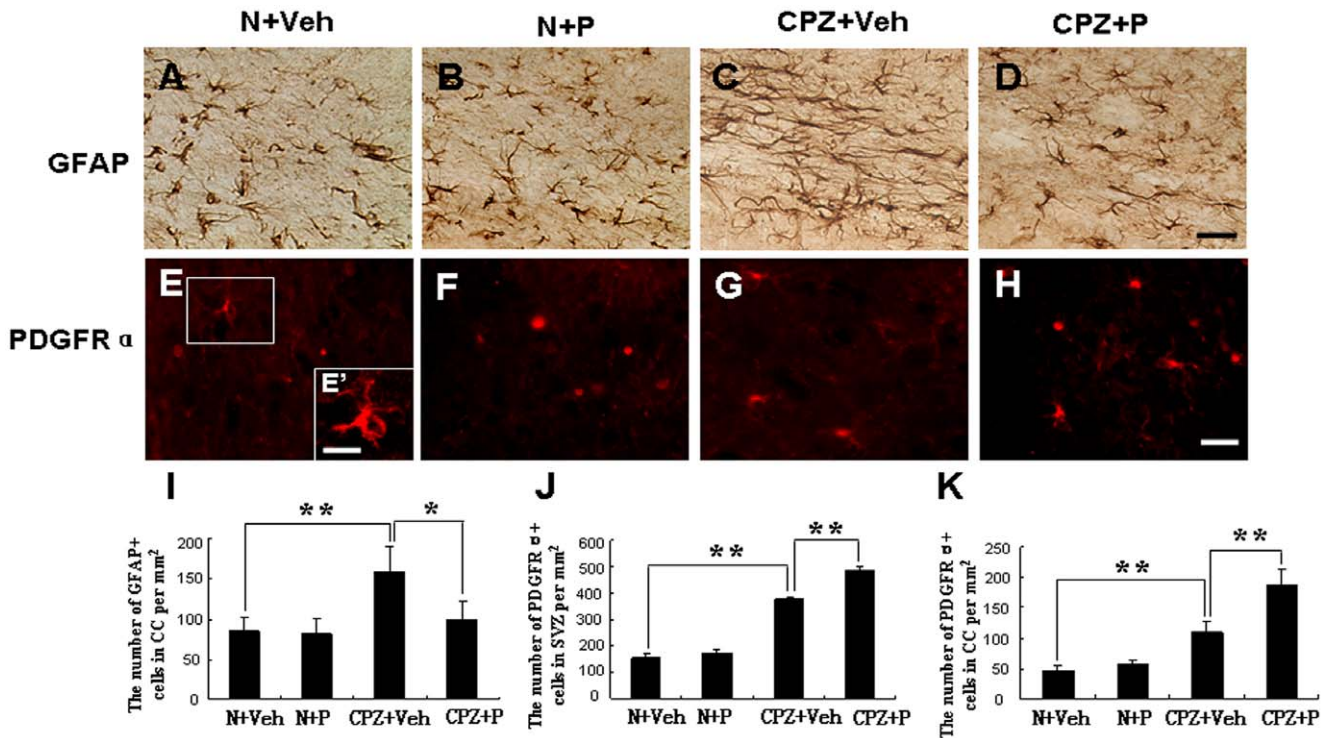 N+Veh N+P CPZ+Veh CPZ+P
A B C D
GFAP
E F G H
PDGFR α
E'
I J K
** *
The number of GFAP+
cells in CC per mm²
200
150
100
50
0
N+Veh N+P CPZ+Veh CPZ+P
** **
The number of PDGFR α+
cells in SVZ per mm²
600
500
400
300
200
100
0
N+Veh N+P CPZ+Veh CPZ+P
** **
The number of PDGFR α+
cells in CC per mm²
250
200
150
100
50
0
N+Veh N+P CPZ+Veh CPZ+P